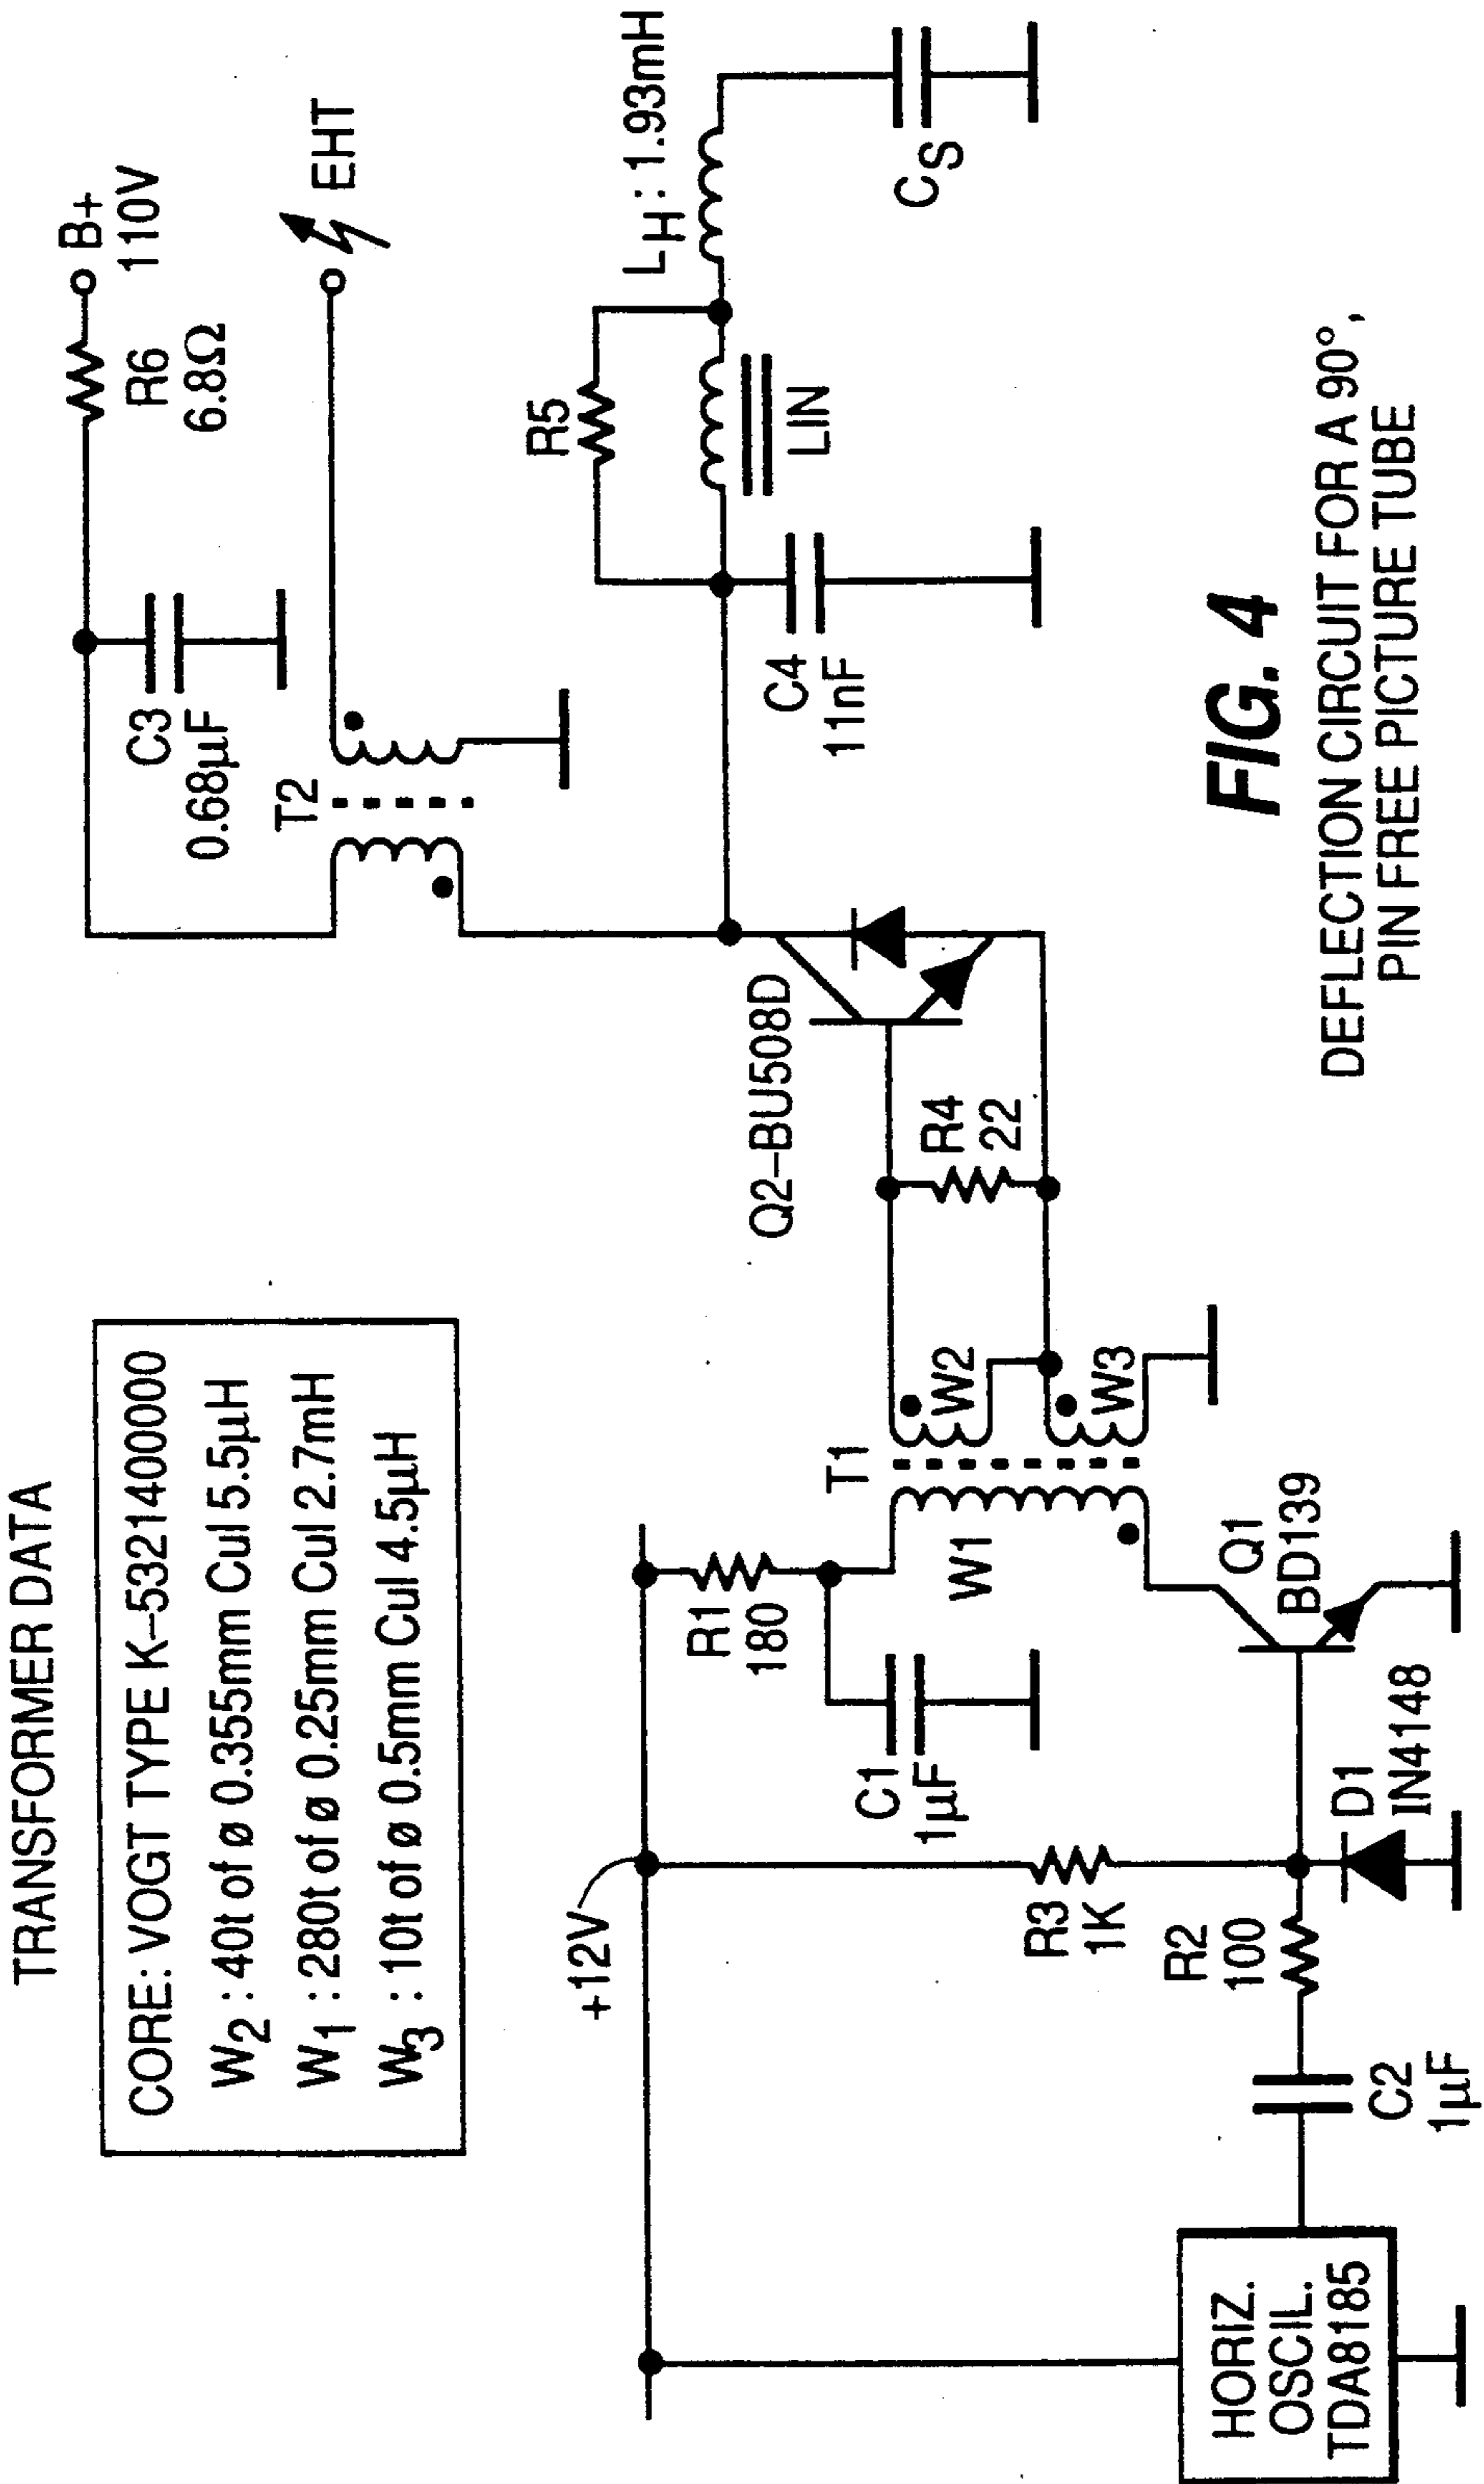 TRANSFORMER DATA
CORE: VOGT TYPE K–5321400000
W2 : 40t of ø 0.355mm Cul 5.5µH
W1 : 280t of ø 0.25mm Cul 2.7mH
W3 : 10t of ø 0.5mm Cul 4.5µH
+12V
HORIZ.
OSCIL.
TDA8185
C2
1µF
R2
100
R3
1K
D1
IN4148
C1
1µF
R1
180
W1
T1
W2
W3
Q1
BD139
R4
22
Q2–BU508D
T2
C3
0.68µF
R6
6.8Ω
B+
110V
EHT
C4
11nF
R5
LIN
LH : 1.93mH
CS
FIG. 4
DEFLECTION CIRCUIT FOR A 90°,
PIN FREE PICTURE TUBE